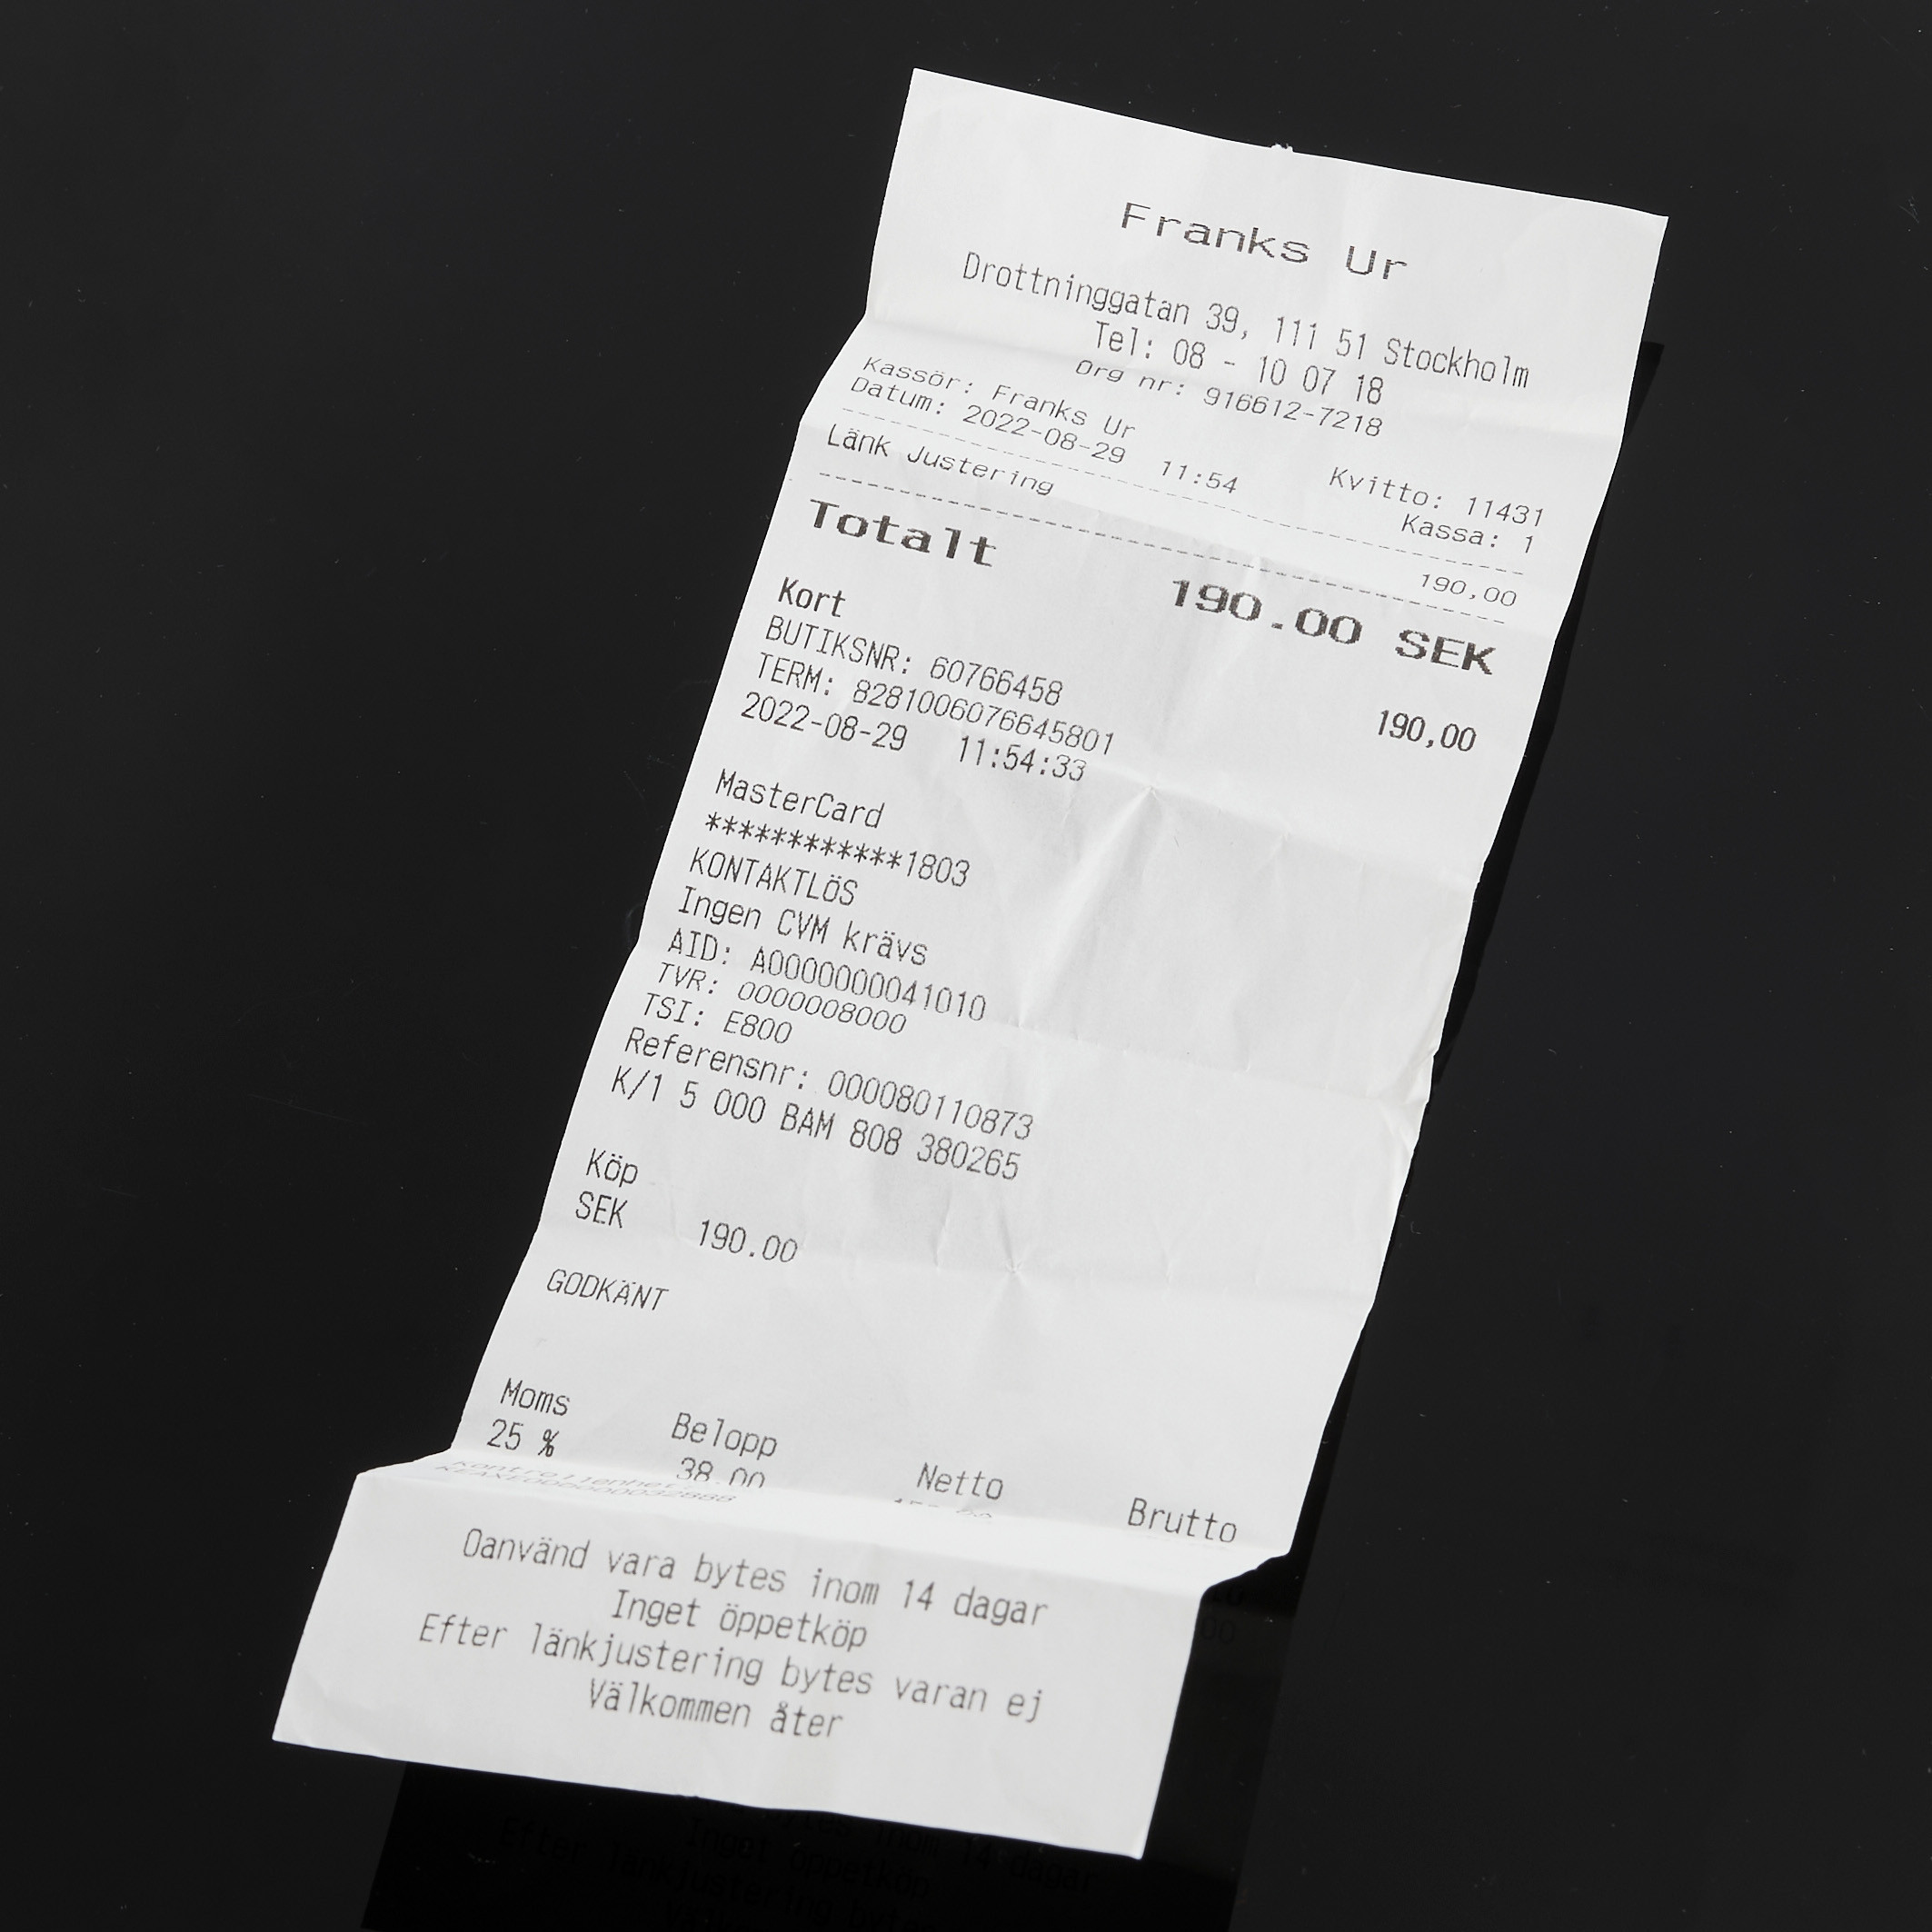 Franks Ur
Drottninggatan 39, 111 51 Stockholm
Tel: 08 - 10 07 18
Org nr: 916612-7218
Kassör: Franks Ur Kvitto: 11431
Datum: 2022-08-29 11:54 Kassa: 1
Länk Justering 190,00
Totalt 190.00 SEK
Kort 190,00
BUTIKSNR: 60766458
TERM: 8281006076645801
2022-08-29 11:54:33
MasterCard
************1803
KONTAKTLÖS
Ingen CVM krävs
AID: A0000000041010
TVR: 0000008000
TSI: E800
Referensnr: 000080110873
K/1 5 000 BAM 808 380265
Köp
SEK 190.00
GODKÄNT
Moms Belopp Netto Brutto
25 % 38.00
Oanvänd vara bytes inom 14 dagar
Inget öppetköp
Efter länkjustering bytes varan ej
Välkommen åter